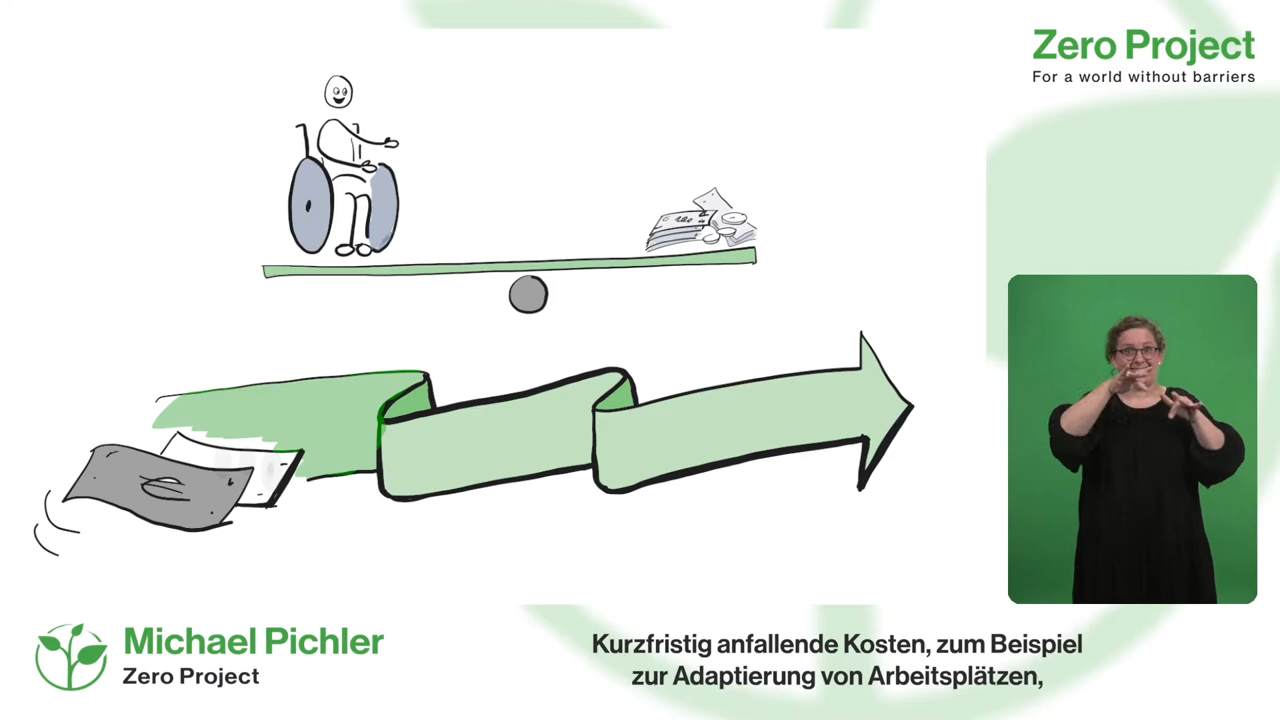 Zero Project
For a world without barriers
Michael Pichler
Zero Project
Kurzfristig anfallende Kosten, zum Beispiel
zur Adaptierung von Arbeitsplätzen,